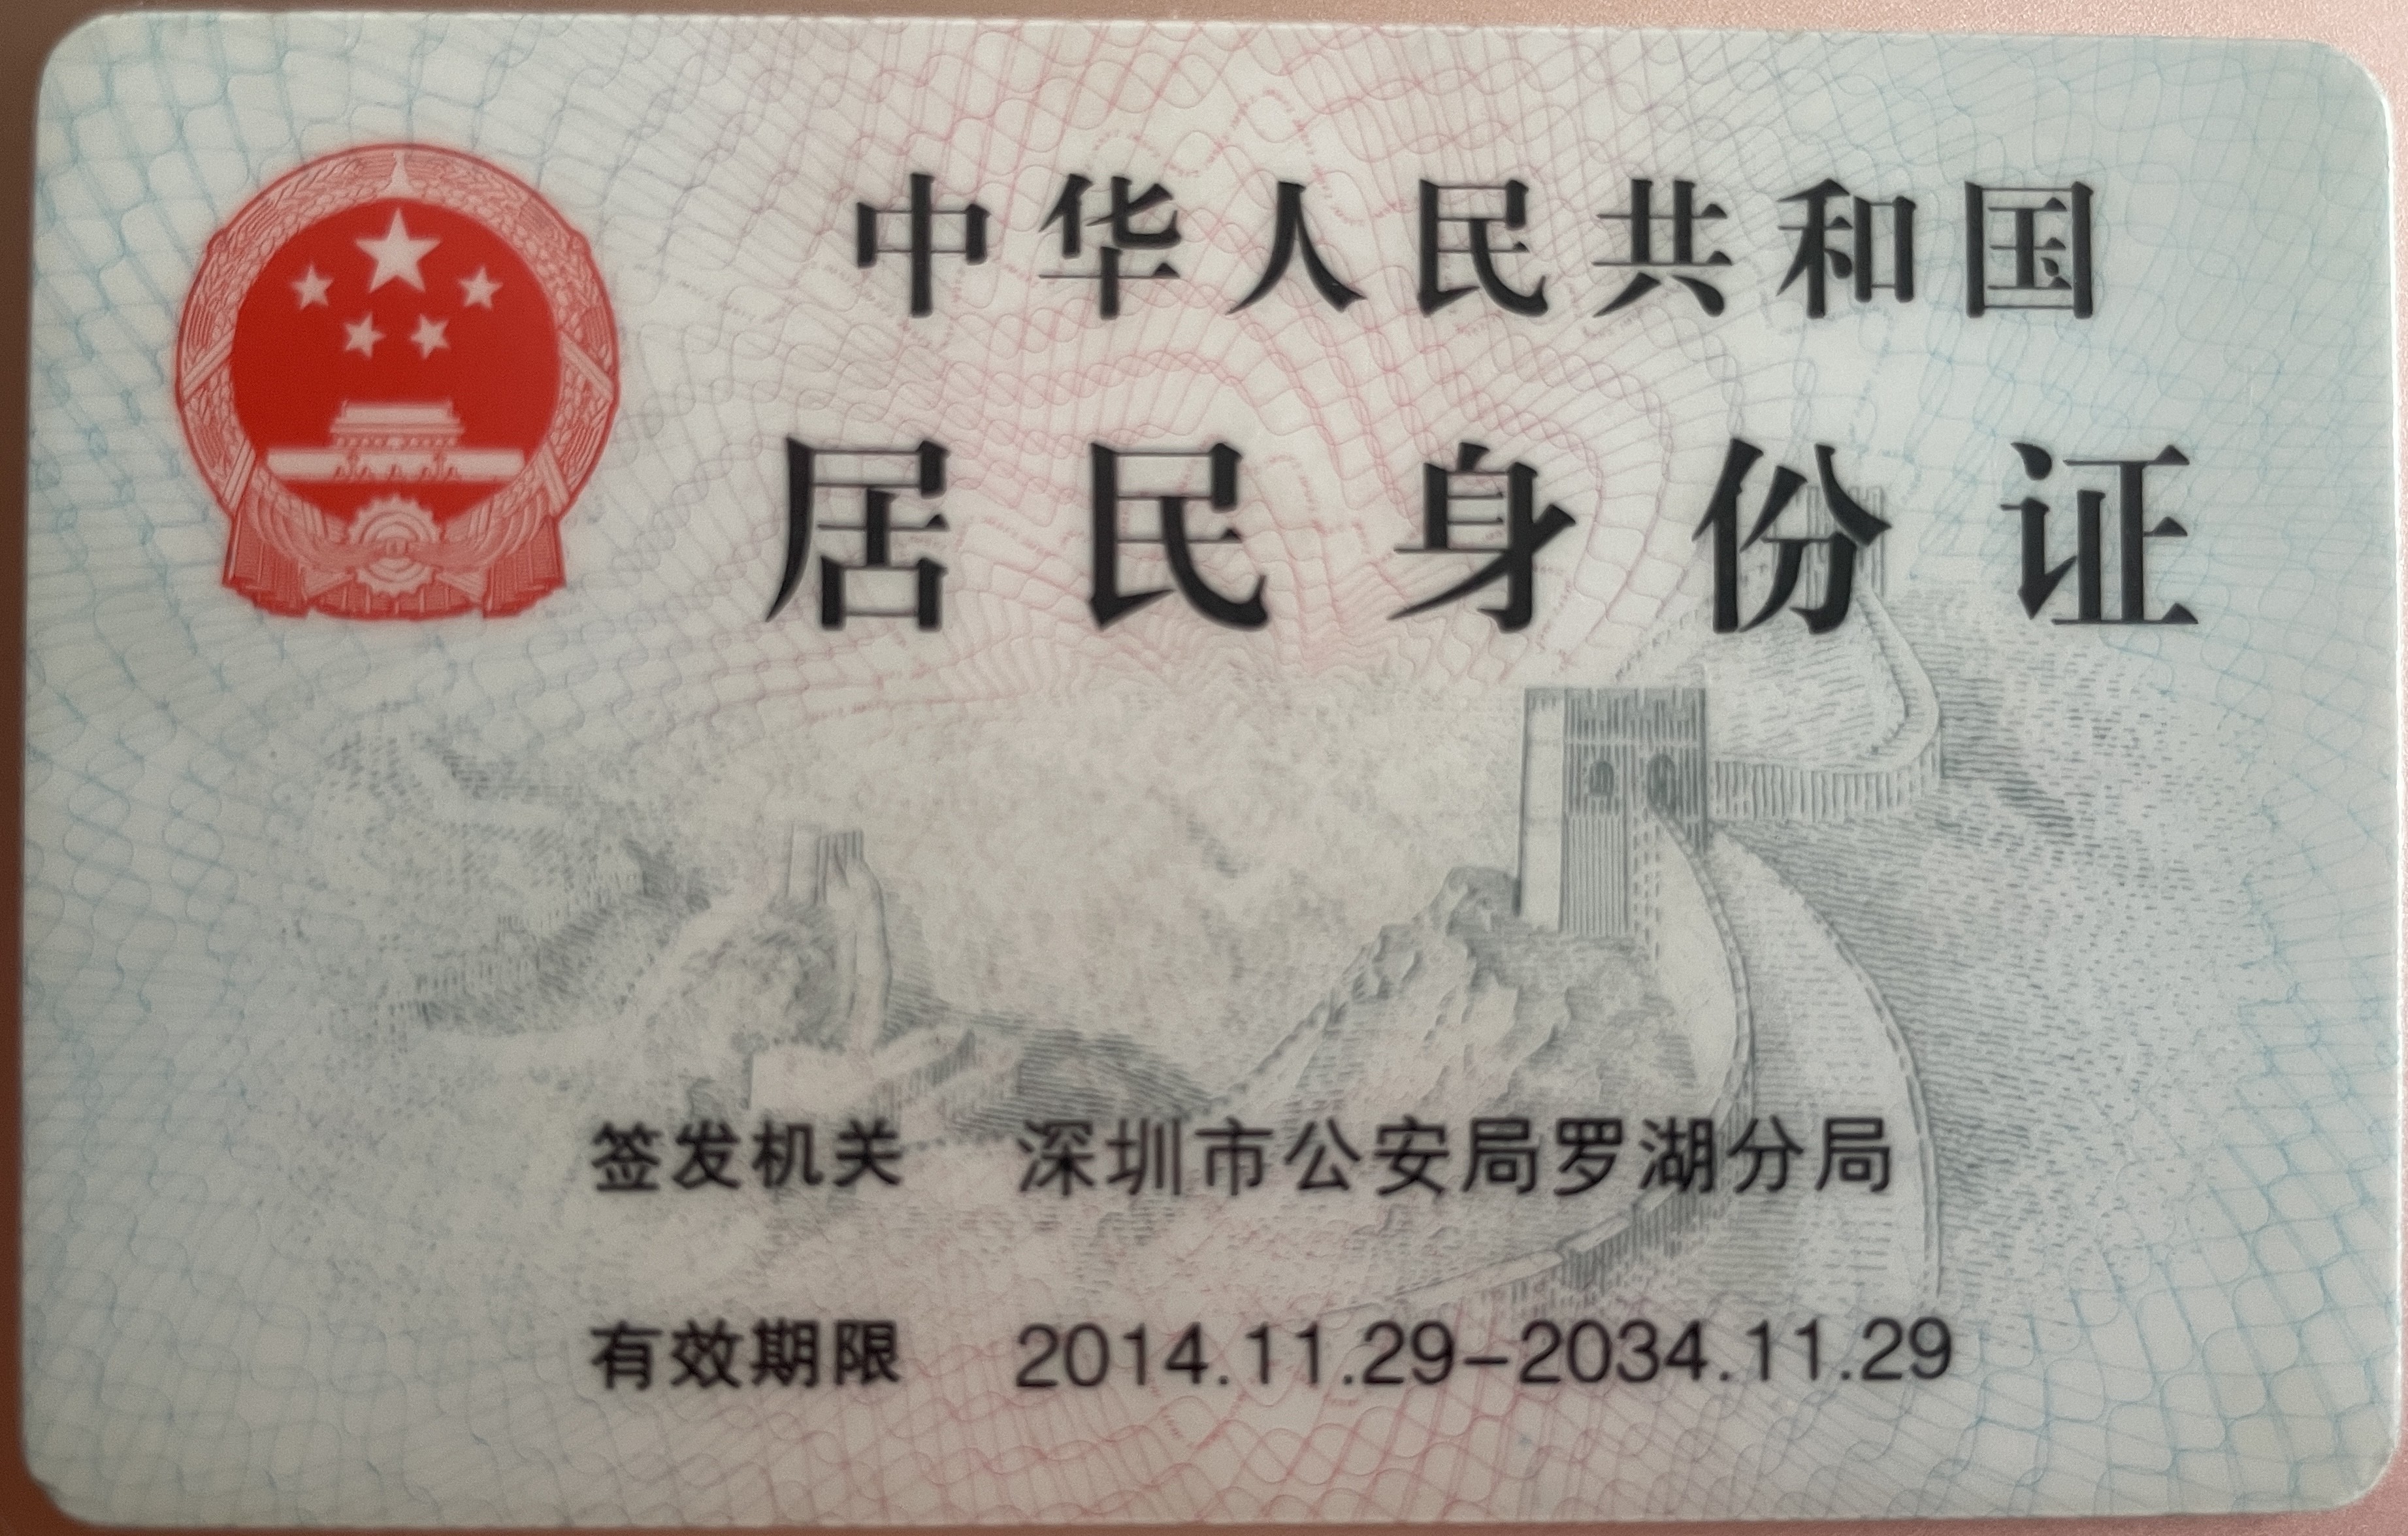 中华人民共和国
居民身份证
签发机关 深圳市公安局罗湖分局
有效期限 2014.11.29-2034.11.29